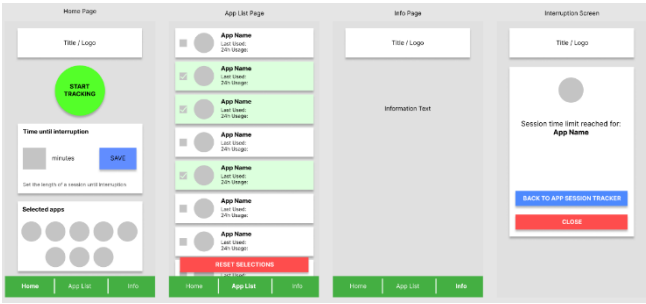 Home Page
Title / Logo
START
TRACKING
Time until interruption
minutes
SAVE
Set the length of a session until interruption
Selected apps
Home
App List
Info
App List Page
App Name
Last Used:
24h Usage:
App Name
Last Used:
24h Usage:
App Name
Last Used:
24h Usage:
App Name
Last Used:
24h Usage:
App Name
Last Used:
24h Usage:
App Name
Last Used:
24h Usage:
App Name
Last Used:
24h Usage:
RESET SELECTIONS
Last Used:
Home
App List
Info
Info Page
Title / Logo
Information Text
Home
App List
Info
Interruption Screen
Title / Logo
Session time limit reached for:
App Name
BACK TO APP SESSION TRACKER
CLOSE